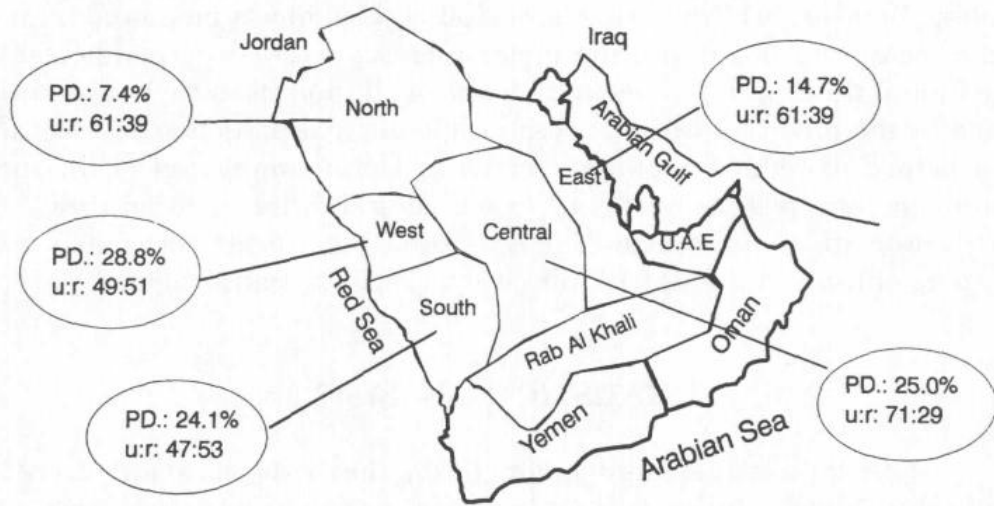 Jordan
Iraq
PD.: 7.4%
u:r: 61:39
PD.: 14.7%
u:r: 61:39
North
Arabian Gulf
East
West
Central
U.A.E
PD.: 28.8%
u:r: 49:51
Red Sea
South
Rab Al Khali
Oman
PD.: 25.0%
u:r: 71:29
PD.: 24.1%
u:r: 47:53
Yemen
Arabian Sea